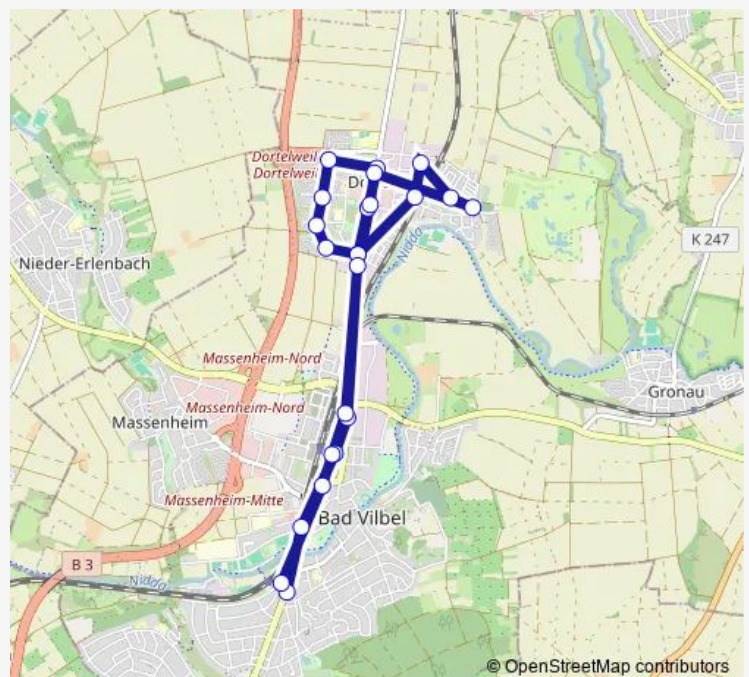 Dortelweil
Dortelweil
Do
Nidda
K 247
Nieder-Erlenbach
Massenheim-Nord
Massenheim-Nord
Gronau
Massenheim
Massenheim-Mitte
Bad Vilbel
B 3
Nidda
© OpenStreetMap contributors